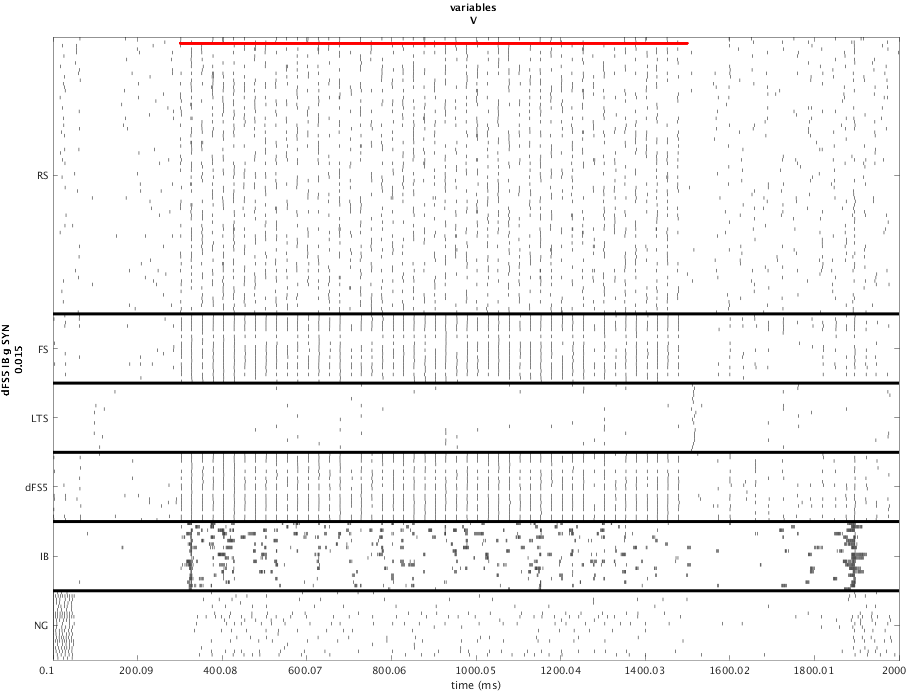 variables
V
RS
FS
LTS
dFS5
IB
NG
dFS5 IB g SYN
0.015
0.1
200.09
400.08
600.07
800.06
1000.05
1200.04
1400.03
1600.02
1800.01
2000
time (ms)